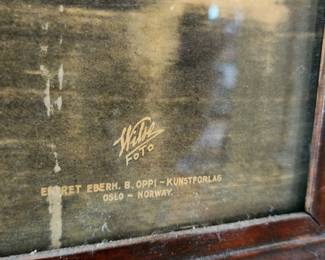 Wilse
FOTO
ENERET EBERH. B. OPPI ~ KUNSTFORLAG
OSLO ~ NORWAY.